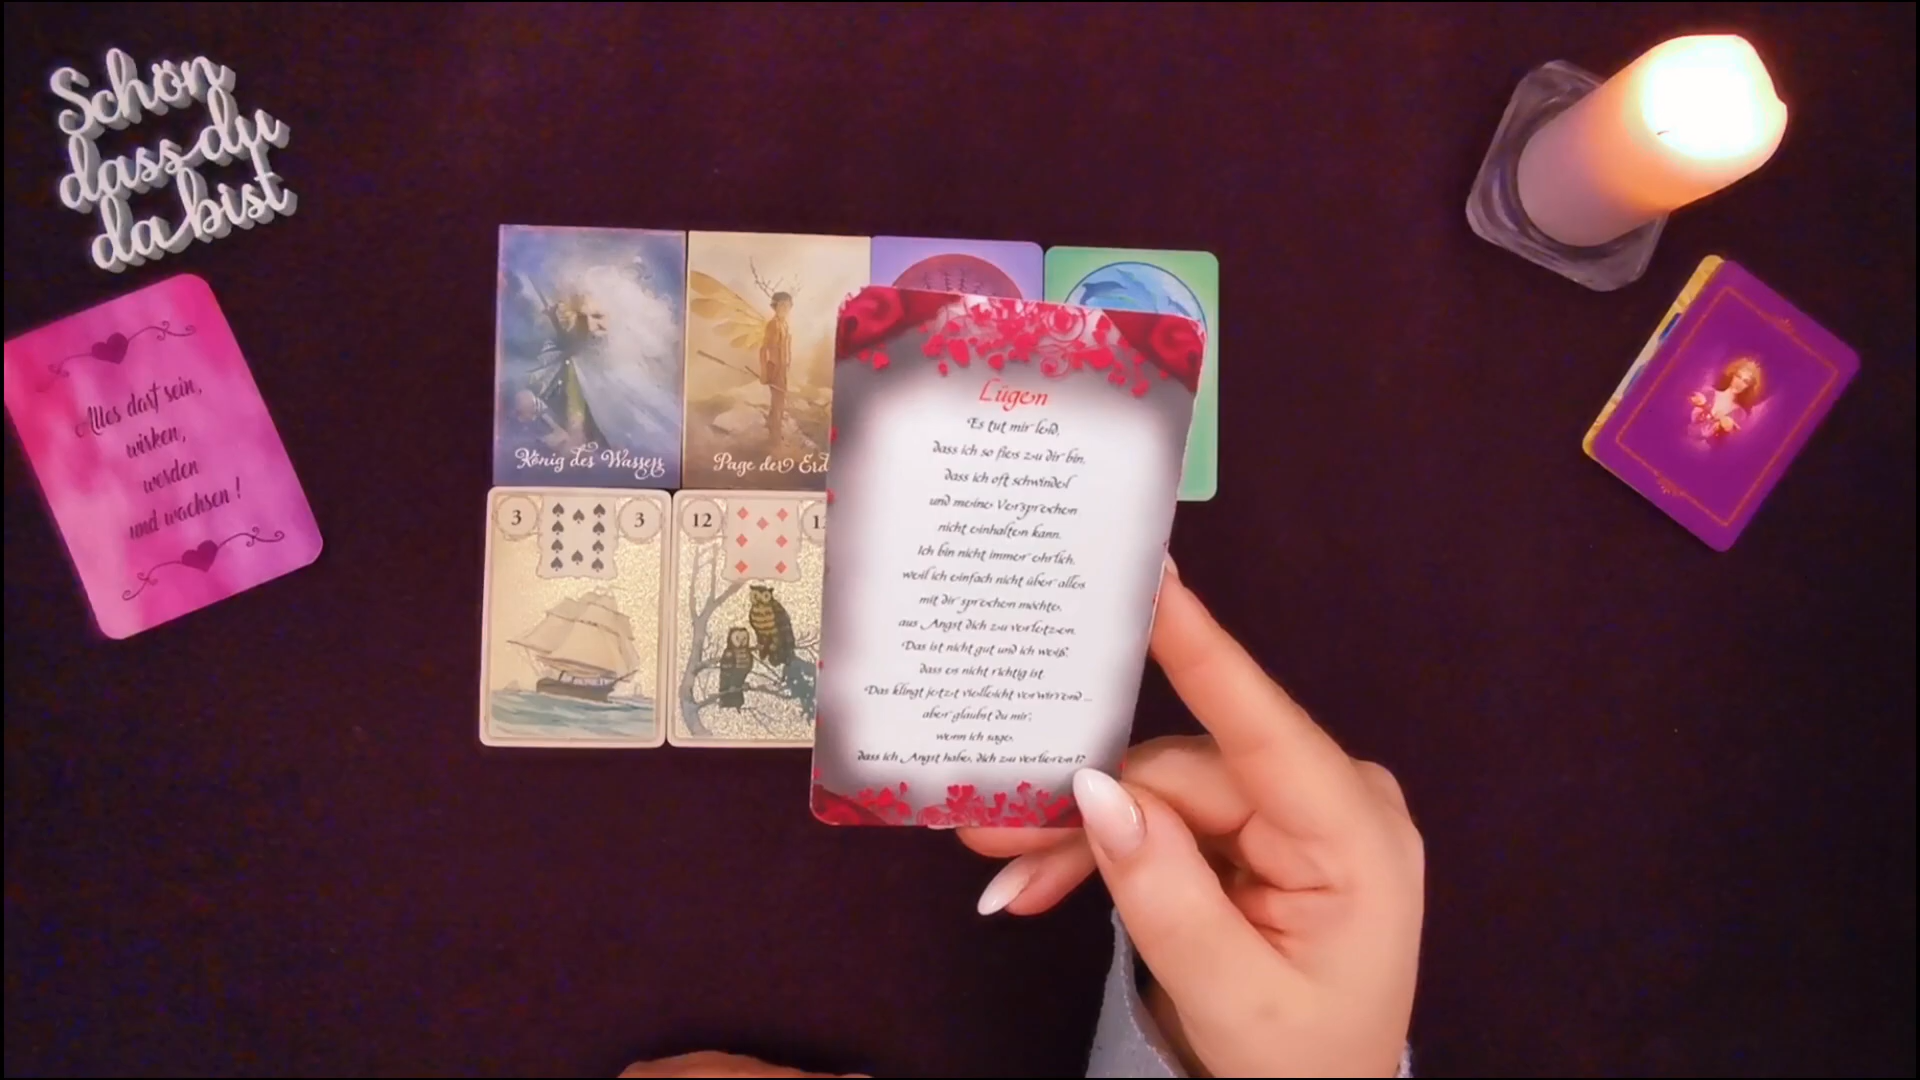 Schön
dass du
da bist
Alles darf sein,
wirken,
werden
und wachsen!
König des Wassers
Page der Erd
3
3
12
Lügen
Es tut mir leid,
dass ich so fies zu dir bin,
dass ich oft schwindel
und meine Versprechen
nicht einhalten kann.
Ich bin nicht immer ehrlich,
weil ich einfach nicht über alles
mit dir sprechen möchte,
aus Angst dich zu verletzen.
Das ist nicht gut und ich weiß,
dass es nicht richtig ist.
Das klingt jetzt vielleicht verwirrend ...
aber glaubst du mir,
wenn ich sage,
dass ich Angst habe, dich zu verlieren!?